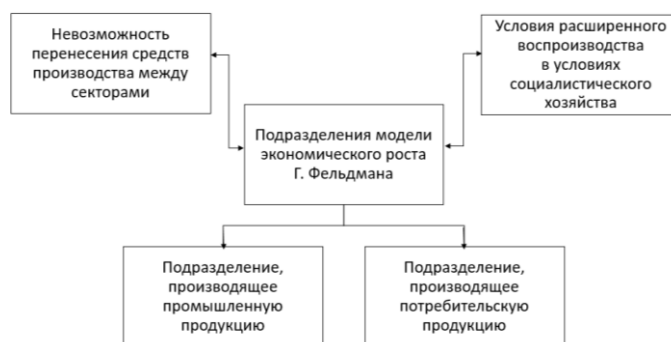 Невозможность
перенесения средств
производства между
секторами
Условия расширенного
воспроизводства
в условиях
социалистического
хозяйства
Подразделения модели
экономического роста
Г. Фельдмана
Подразделение,
производящее
промышленную
продукцию
Подразделение,
производящее
потребительскую
продукцию